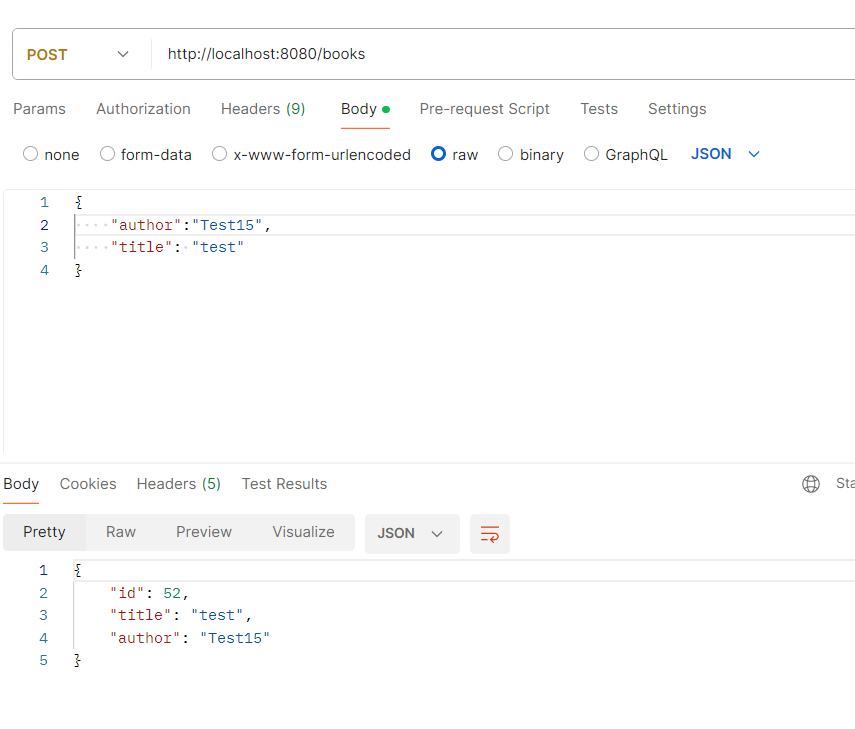 POST http://localhost:8080/books
Params Authorization Headers (9) Body Pre-request Script Tests Settings
none form-data x-www-form-urlencoded raw binary GraphQL JSON
1 {
2 "author":"Test15",
3 "title": "test"
4 }
Body Cookies Headers (5) Test Results
Pretty Raw Preview Visualize JSON
1 {
2 "id": 52,
3 "title": "test",
4 "author": "Test15"
5 }